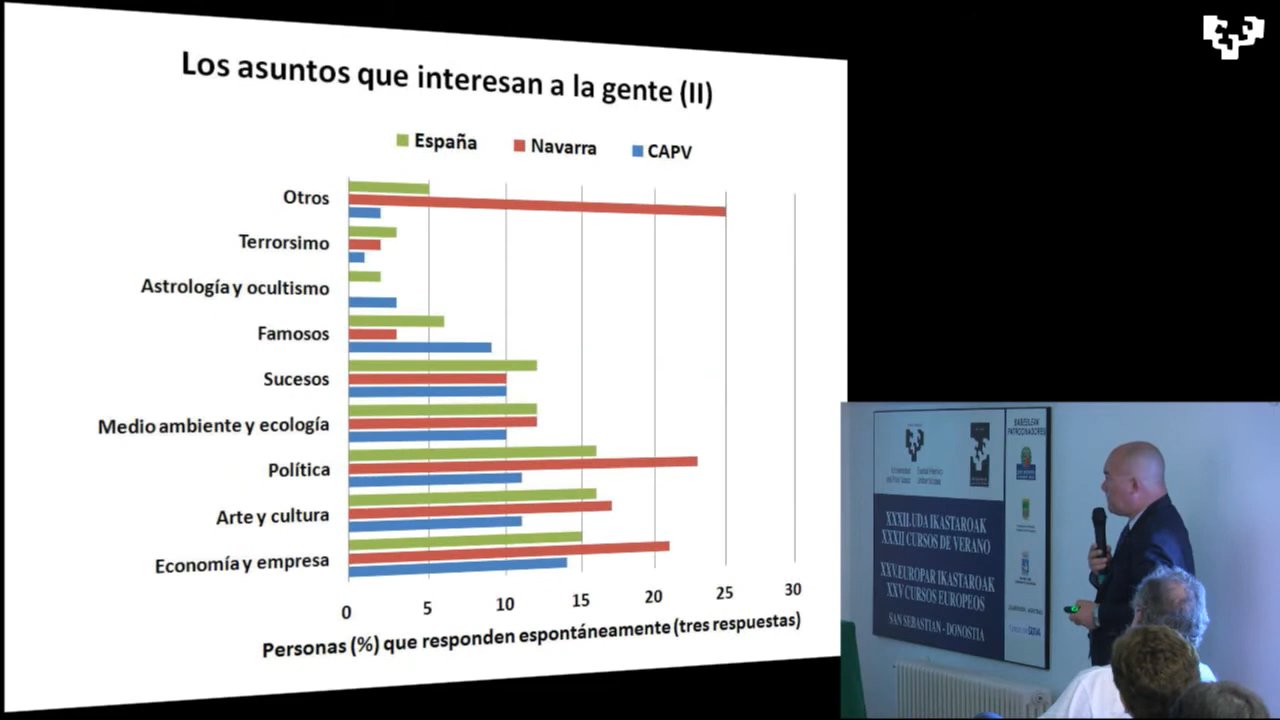 Los asuntos que interesan a la gente (II)
España Navarra CAPV
Otros
Terrorsimo
Astrología y ocultismo
Famosos
Sucesos
Medio ambiente y ecología
Política
Arte y cultura
Economía y empresa
0 5 10 15 20 25 30
Personas (%) que responden espontáneamente (tres respuestas)
BABESLEAK
PATROCINADORES
XXXII.UDA IKASTAROAK
XXXII CURSOS DE VERANO
XXV.EUROPAR IKASTAROAK
XXV CURSOS EUROPEOS
SAN SEBASTIAN - DONOSTIA